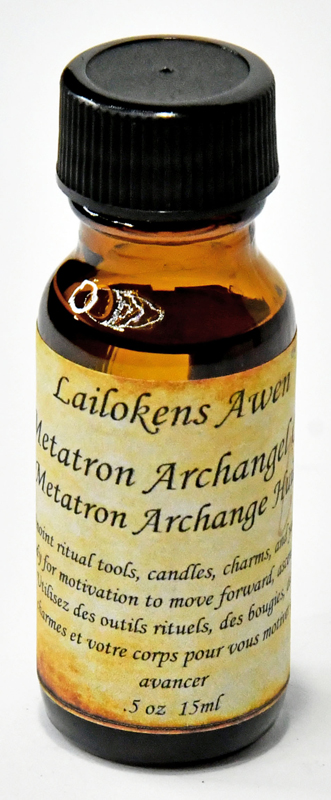 Lailokens Awen
Metatron Archangel
Metatron Archange
ritual tools, candles, charms, and
for motivation to move forward,
Utilisez des outils rituels, des bougies,
et votre corps pour vous
avancer
.5 oz 15ml